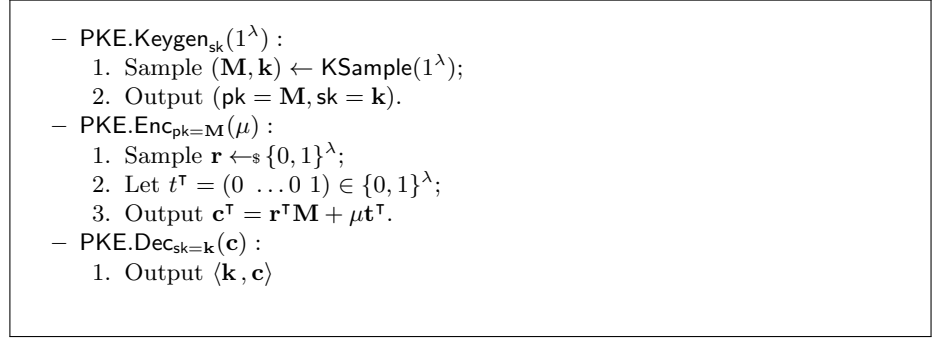 – PKE.Keygen_sk(1^λ) :
1. Sample (M, k) ← KSample(1^λ);
2. Output (pk = M, sk = k).
– PKE.Enc_pk=M(μ) :
1. Sample r ←$ {0, 1}^λ;
2. Let t^⊺ = (0 …0 1) ∈ {0, 1}^λ;
3. Output c^⊺ = r^⊺M + μt^⊺.
– PKE.Dec_sk=k(c) :
1. Output ⟨k , c⟩